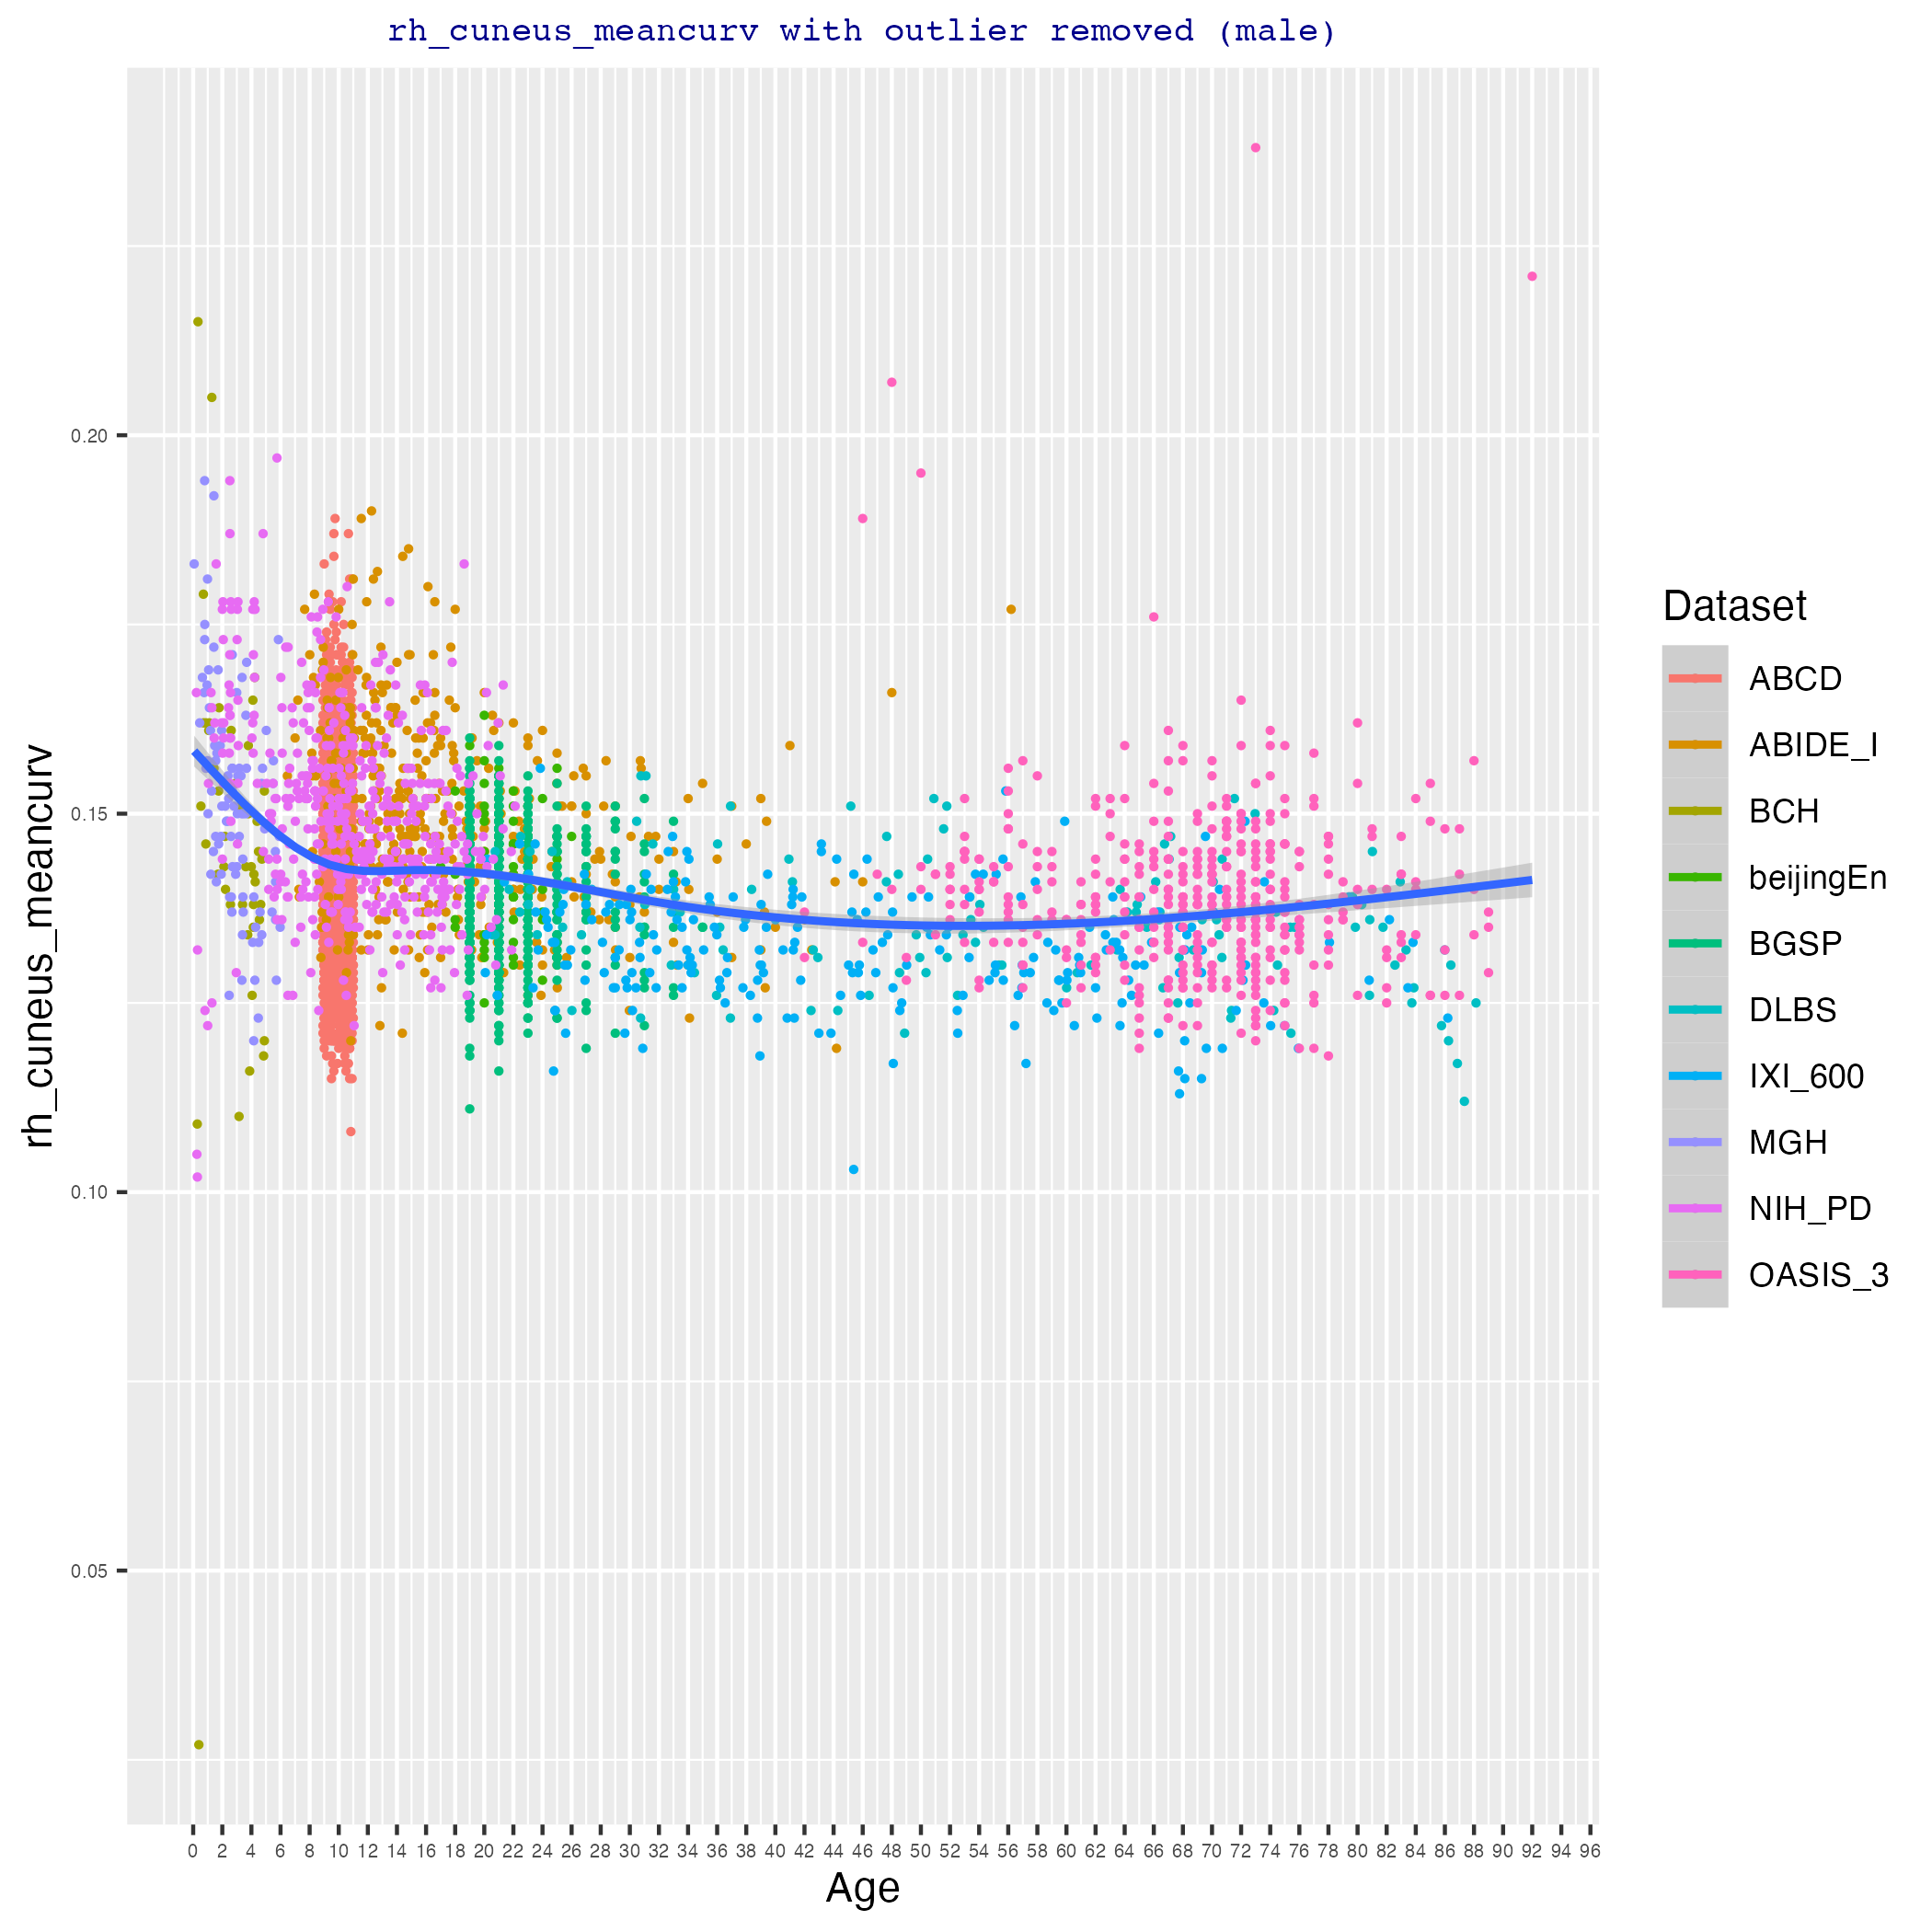 rh_cuneus_meancurv with outlier removed (male)
rh_cuneus_meancurv
0.20
0.15
0.10
0.05
0 2 4 6 8 10 12 14 16 18 20 22 24 26 28 30 32 34 36 38 40 42 44 46 48 50 52 54 56 58 60 62 64 66 68 70 72 74 76 78 80 82 84 86 88 90 92 94 96
Age
Dataset
ABCD
ABIDE_I
BCH
beijingEn
BGSP
DLBS
IXI_600
MGH
NIH_PD
OASIS_3